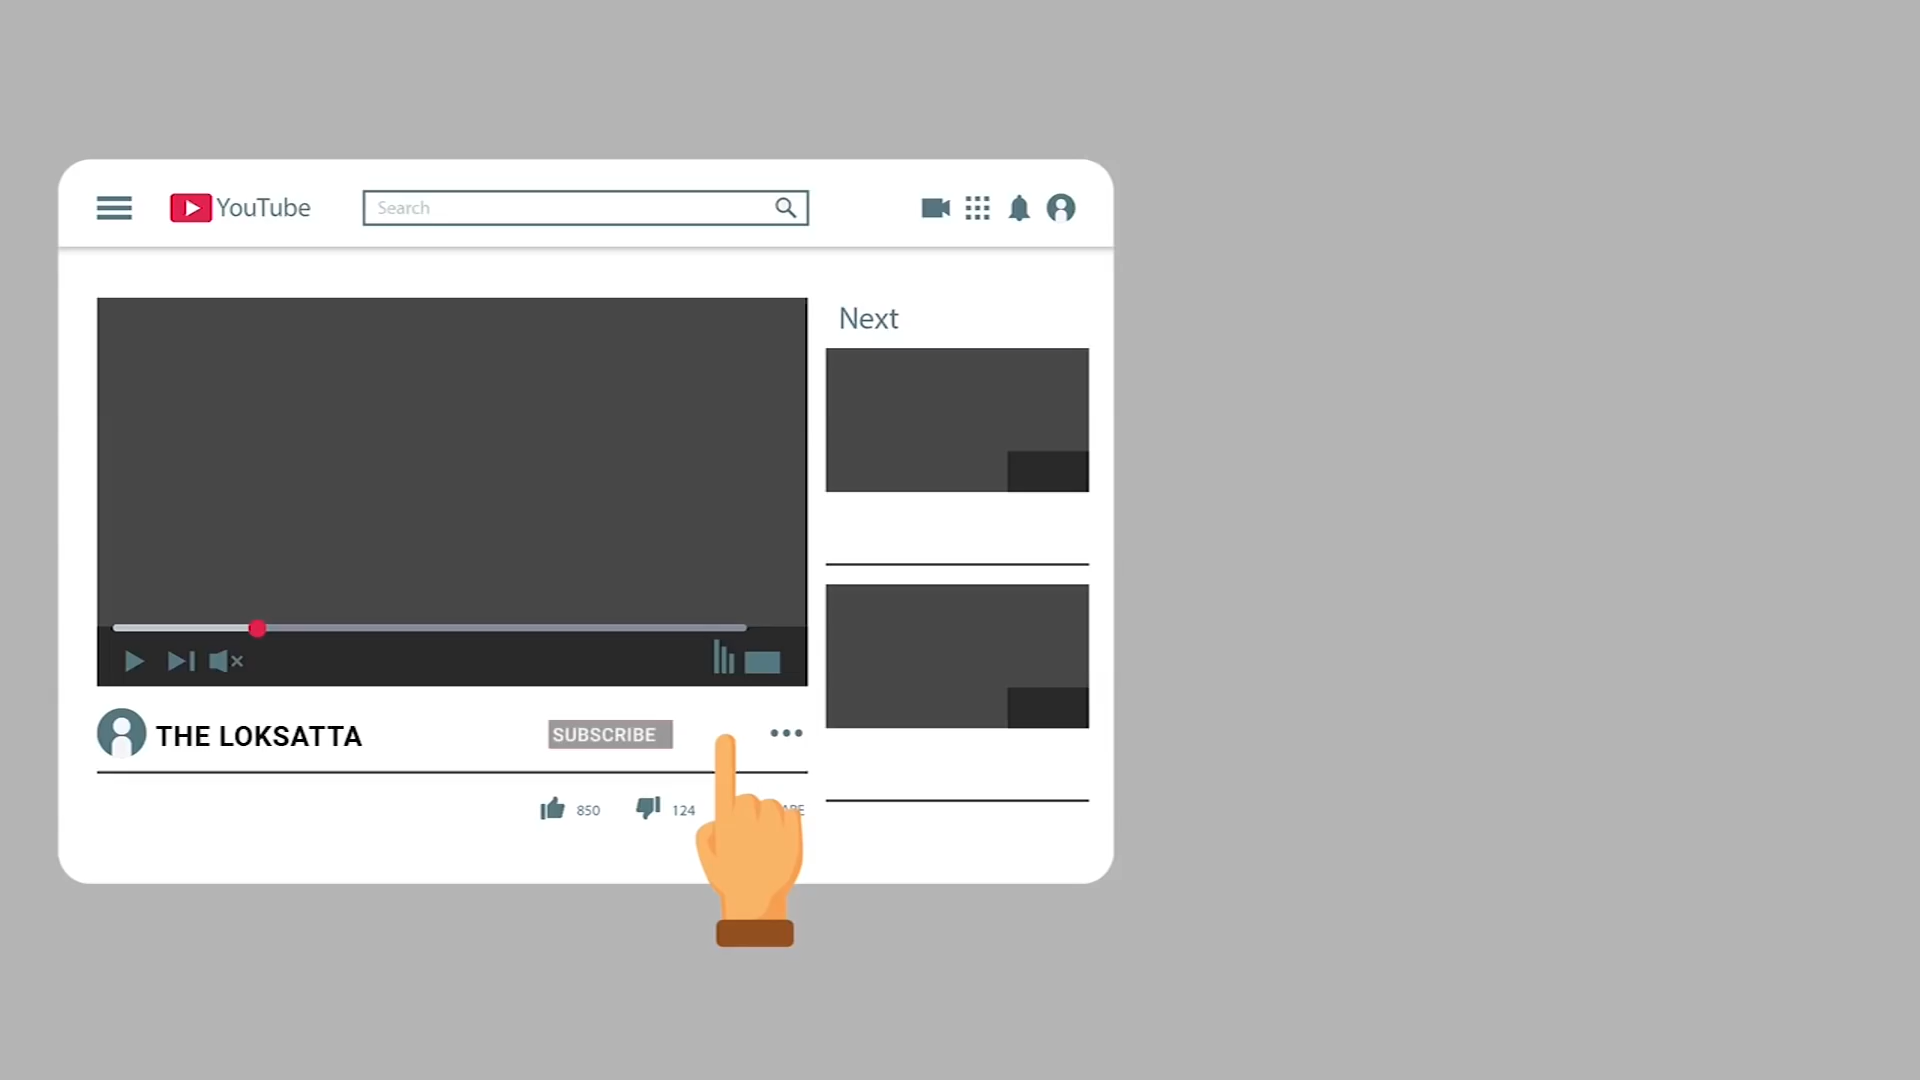 YouTube
Search
Next
THE LOKSATTA
SUBSCRIBE
850
124